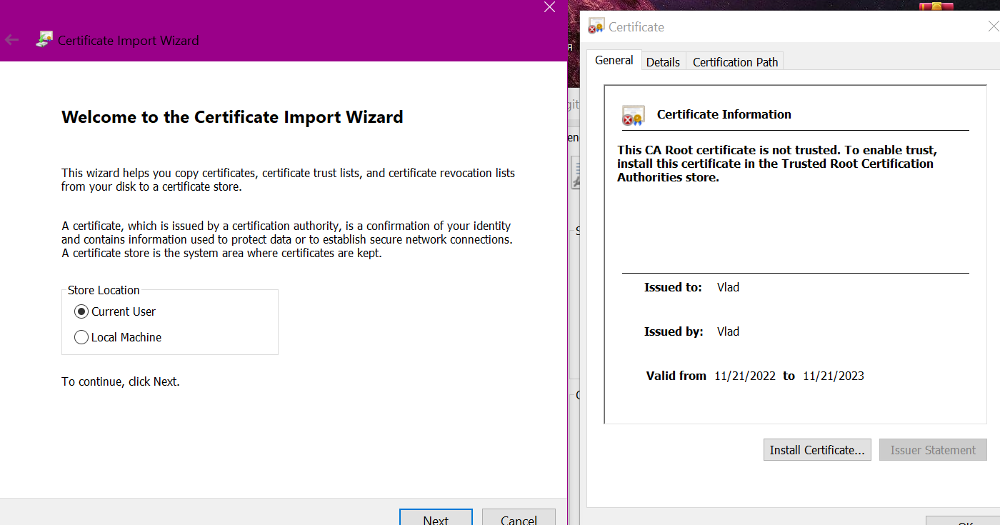 Certificate Import Wizard
Welcome to the Certificate Import Wizard
This wizard helps you copy certificates, certificate trust lists, and certificate revocation lists
from your disk to a certificate store.
A certificate, which is issued by a certification authority, is a confirmation of your identity
and contains information used to protect data or to establish secure network connections.
A certificate store is the system area where certificates are kept.
Store Location
Current User
Local Machine
To continue, click Next.
Next
Cancel
Certificate
General
Details
Certification Path
Certificate Information
This CA Root certificate is not trusted. To enable trust,
install this certificate in the Trusted Root Certification
Authorities store.
Issued to: Vlad
Issued by: Vlad
Valid from 11/21/2022 to 11/21/2023
Install Certificate...
Issuer Statement
OK